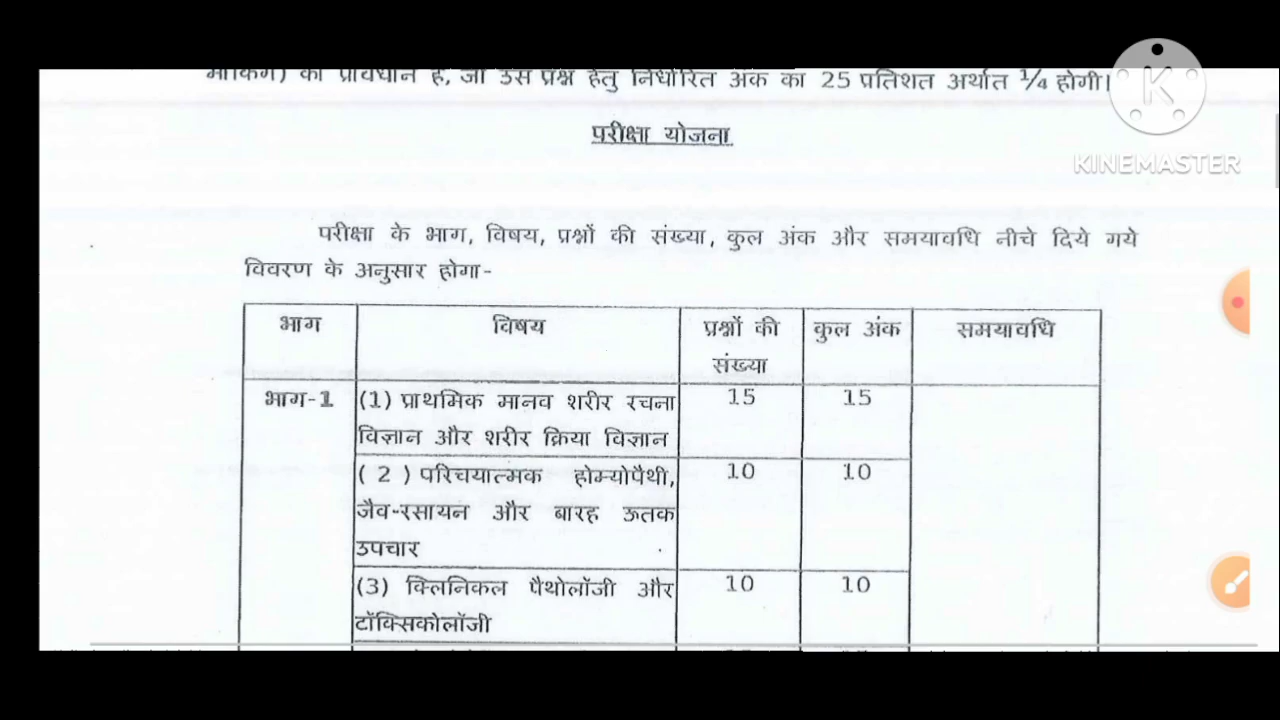 मार्किंग) का प्रावधान है, जो उस प्रश्न हेतु निर्धारित अंक का 25 प्रतिशत अर्थात ¼ होगी।
परीक्षा योजना
KINEMASTER
परीक्षा के भाग, विषय, प्रश्नों की संख्या, कुल अंक और समयावधि नीचे दिये गये
विवरण के अनुसार होगा-
भाग विषय प्रश्नों की कुल अंक समयावधि
संख्या
भाग-1 (1) प्राथमिक मानव शरीर रचना 15 15
विज्ञान और शरीर क्रिया विज्ञान
( 2 ) परिचयात्मक होम्योपैथी, 10 10
जैव-रसायन और बारह ऊतक
उपचार
(3) क्लिनिकल पैथोलॉजी और 10 10
टॉक्सिकोलॉजी